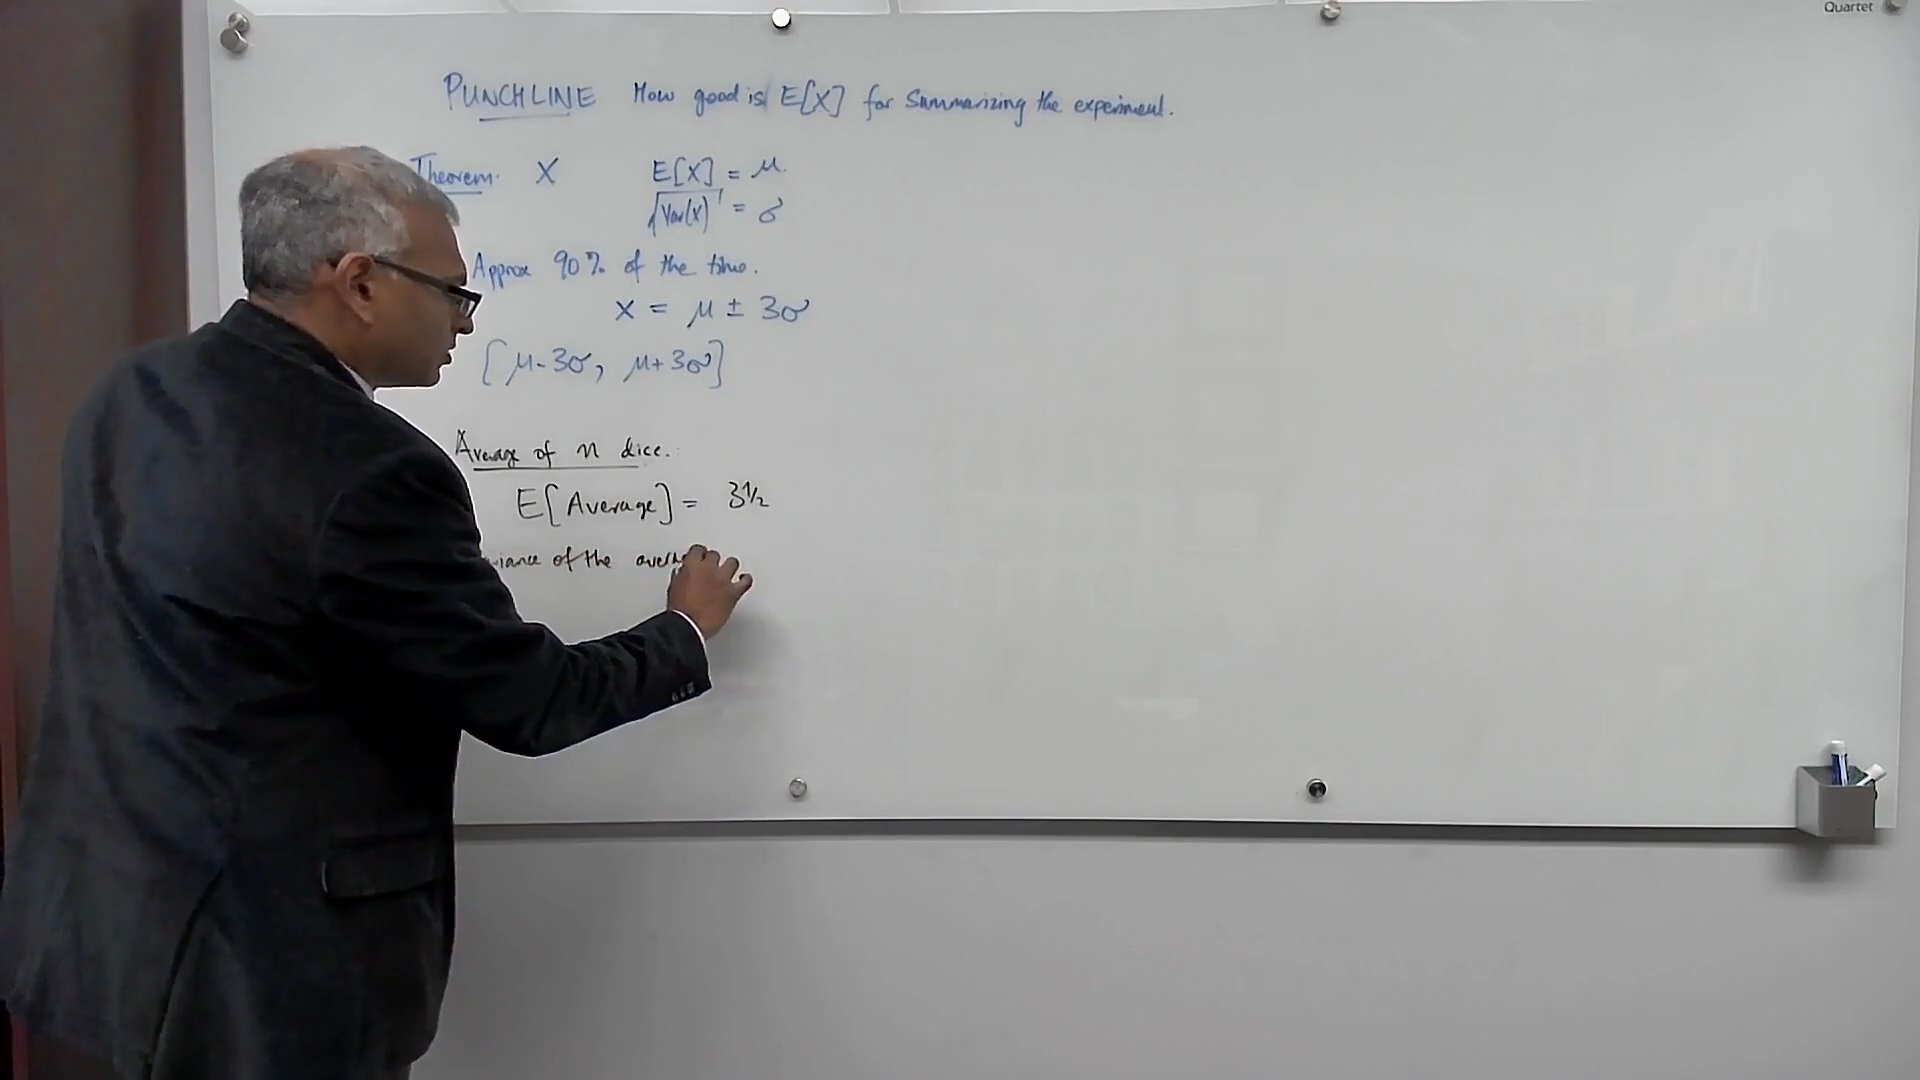 Quartet
PUNCHLINE How good is E[X] for Summarizing the experiment.
Theorem. X E[X] = μ.
√Var(X) = σ
Approx 90% of the time.
X = μ ± 3σ
[μ-3σ, μ+3σ]
Average of n dice.:
E[Average] = 3½
of the